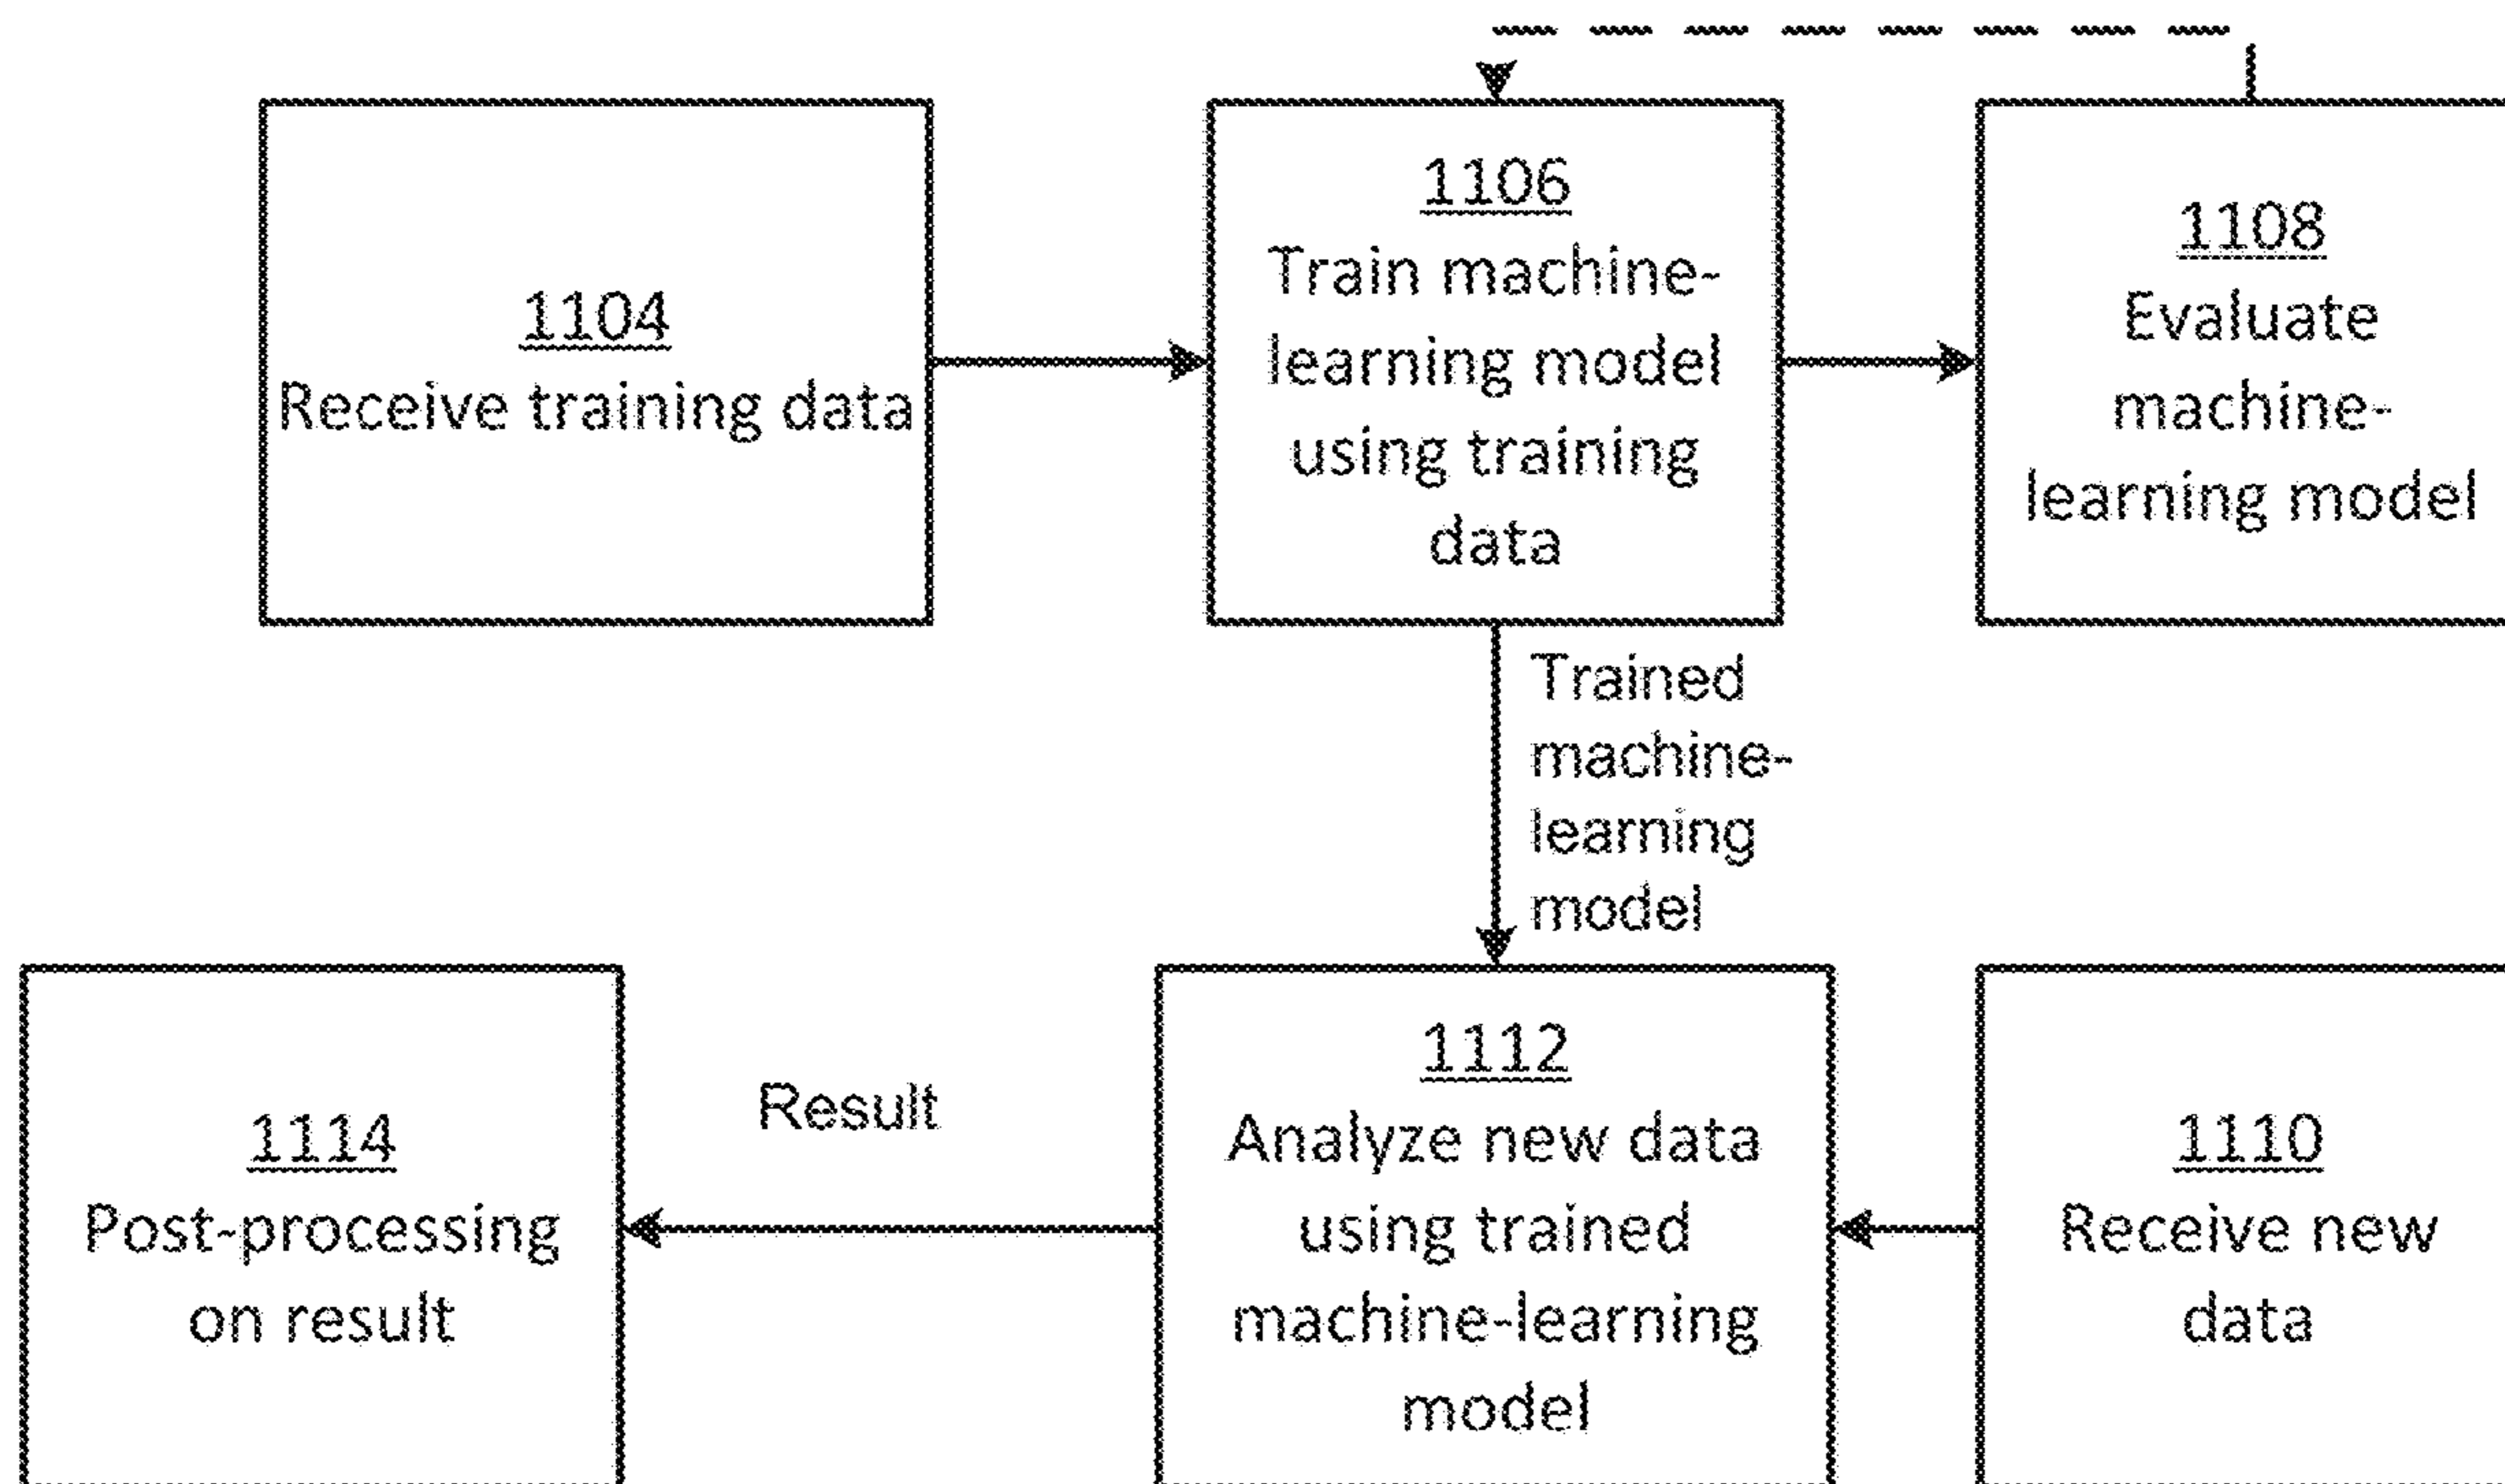 1104
Receive training data
1106
Train machine-
learning model
using training
data
1108
Evaluate
machine-
learning model
Trained
machine-
learning
model
1114
Post-processing
on result
Result
1112
Analyze new data
using trained
machine-learning
model
1110
Receive new
data